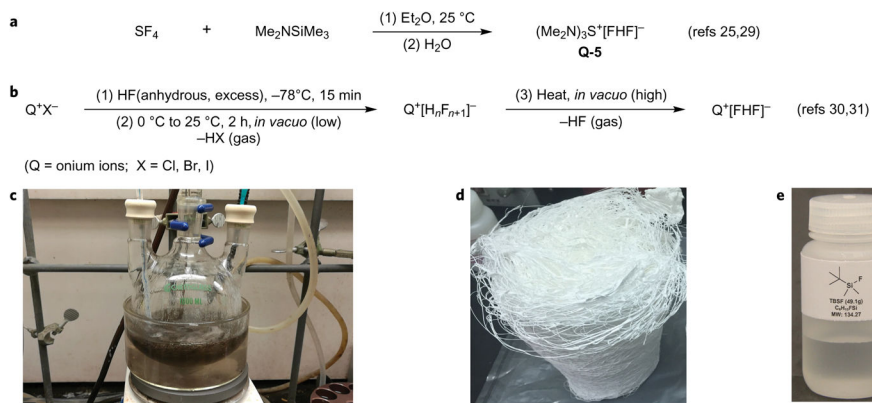 a
SF4 + Me2NSiMe3
(1) Et2O, 25 °C
(2) H2O
(Me2N)3S+[FHF]−
Q-5
(refs 25,29)
b
Q+X−
(1) HF(anhydrous, excess), –78°C, 15 min
(2) 0 °C to 25 °C, 2 h, in vacuo (low)
–HX (gas)
Q+[HnFn+1]−
(3) Heat, in vacuo (high)
–HF (gas)
Q+[FHF]−
(refs 30,31)
(Q = onium ions; X = Cl, Br, I)
c
d
e
Si
F
TBSF (49.1g)
C6H15FSi
MW: 134.27